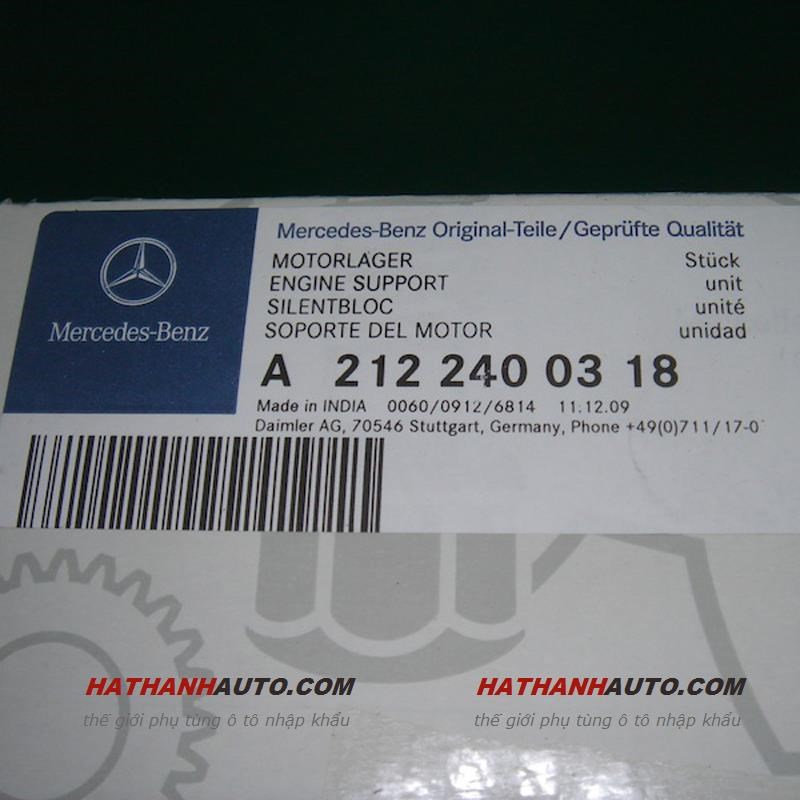 Mercedes-Benz Original-Teile/Geprüfte Qualität
MOTORLAGER Stück
ENGINE SUPPORT unit
SILENTBLOC unité
SOPORTE DEL MOTOR unidad
Mercedes-Benz
A 212 240 03 18
Made in INDIA 0060/0912/6814 11.12.09
Daimler AG, 70546 Stuttgart, Germany, Phone +49(0)711/17-0
HATHANHAUTO.COM HATHANHAUTO.COM
thế giới phụ tùng ô tô nhập khẩu thế giới phụ tùng ô tô nhập khẩu